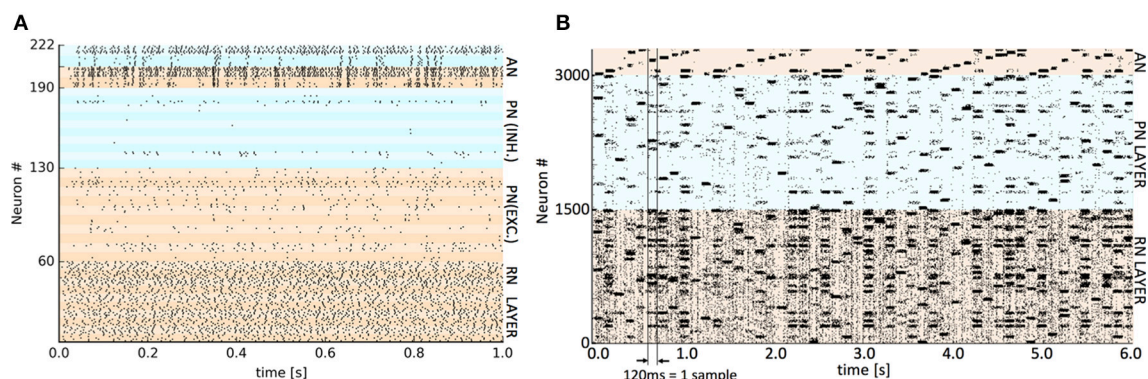 A
222
190
130
60
Neuron #
0.0 0.2 0.4 0.6 0.8 1.0
time [s]
AN
PN (INH.)
PN(EXC.)
RN LAYER
B
3000
1500
0
Neuron #
0.0 1.0 2.0 3.0 4.0 5.0 6.0
time [s]
120ms = 1 sample
AN
PN LAYER
RN LAYER